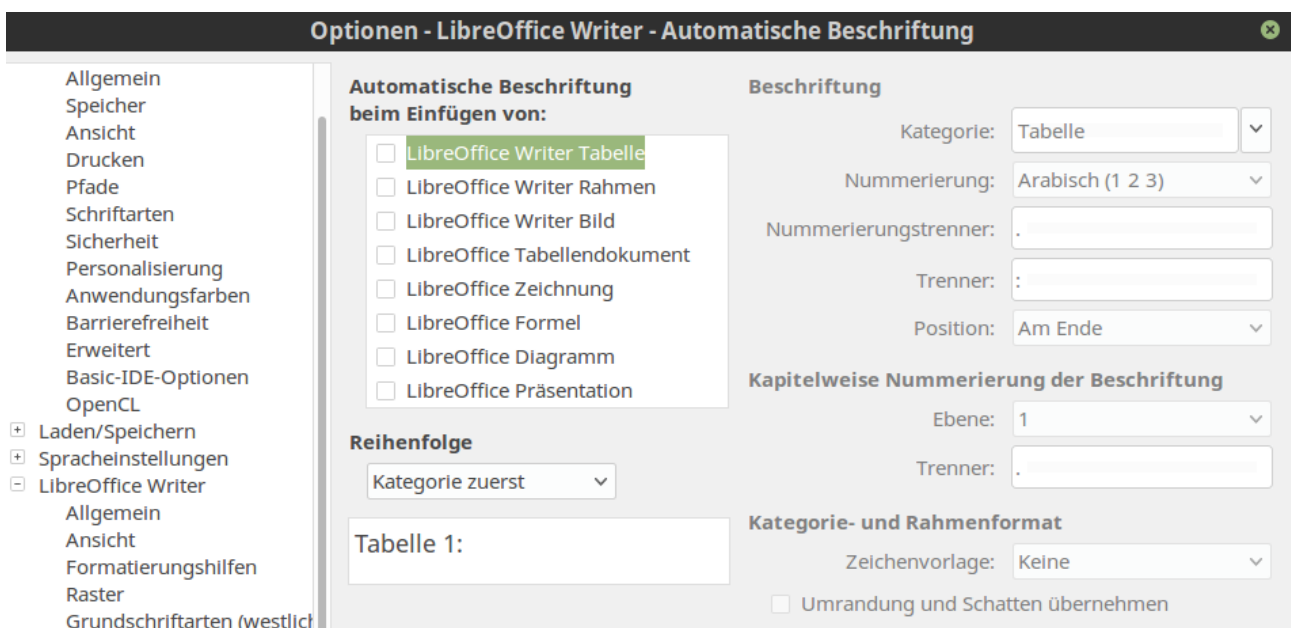 Optionen - LibreOffice Writer - Automatische Beschriftung
Allgemein
Speicher
Ansicht
Drucken
Pfade
Schriftarten
Sicherheit
Personalisierung
Anwendungsfarben
Barrierefreiheit
Erweitert
Basic-IDE-Optionen
OpenCL
Laden/Speichern
Spracheinstellungen
LibreOffice Writer
Allgemein
Ansicht
Formatierungshilfen
Raster
Grundschriftarten (westlich
Automatische Beschriftung
beim Einfügen von:
LibreOffice Writer Tabelle
LibreOffice Writer Rahmen
LibreOffice Writer Bild
LibreOffice Tabellendokument
LibreOffice Zeichnung
LibreOffice Formel
LibreOffice Diagramm
LibreOffice Präsentation
Reihenfolge
Kategorie zuerst
Tabelle 1:
Beschriftung
Kategorie: Tabelle
Nummerierung: Arabisch (1 2 3)
Nummerierungstrenner: .
Trenner: :
Position: Am Ende
Kapitelweise Nummerierung der Beschriftung
Ebene: 1
Trenner: .
Kategorie- und Rahmenformat
Zeichenvorlage: Keine
Umrandung und Schatten übernehmen